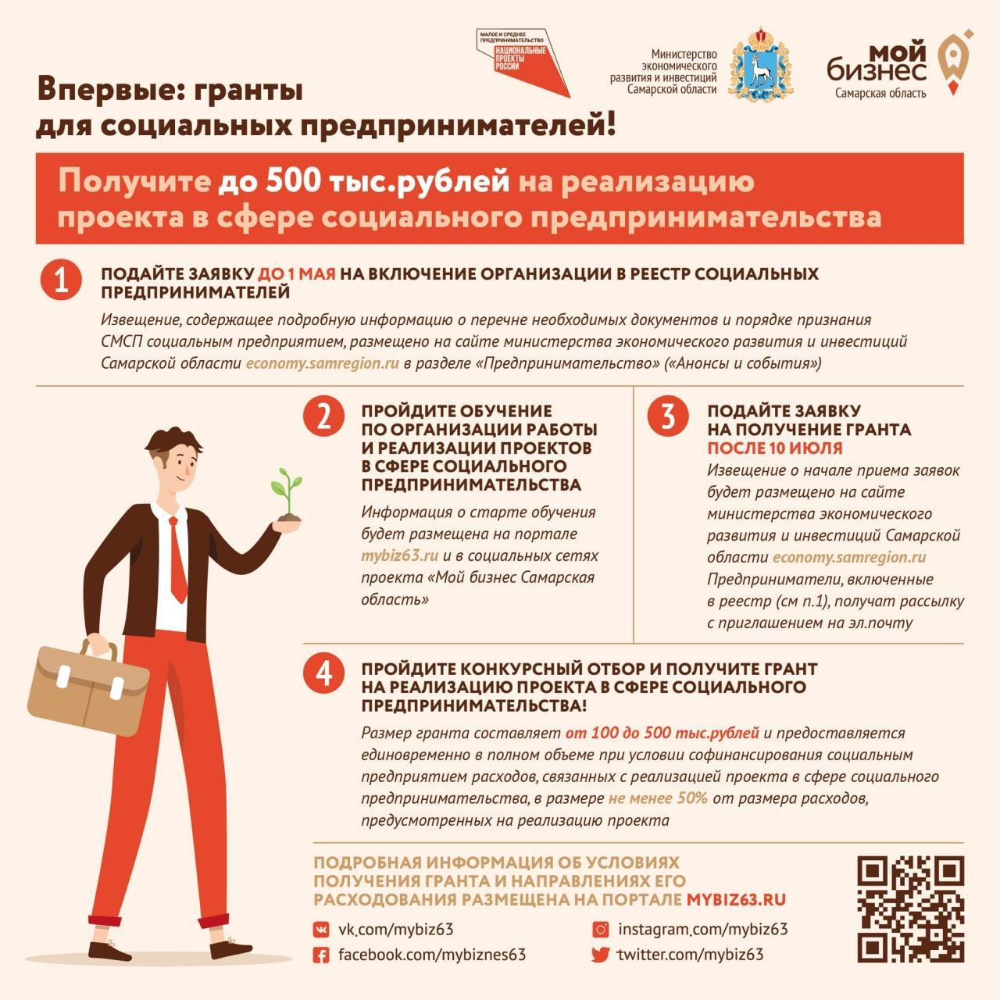 МАЛОЕ И СРЕДНЕЕ
ПРЕДПРИНИМАТЕЛЬСТВО
НАЦИОНАЛЬНЫЕ
ПРОЕКТЫ
РОССИИ
Министерство
экономического
развития и инвестиций
Самарской области
мой
бизнес
Самарская область
Впервые: гранты
для социальных предпринимателей!
Получите до 500 тыс.рублей на реализацию
проекта в сфере социального предпринимательства
1
ПОДАЙТЕ ЗАЯВКУ ДО 1 МАЯ НА ВКЛЮЧЕНИЕ ОРГАНИЗАЦИИ В РЕЕСТР СОЦИАЛЬНЫХ
ПРЕДПРИНИМАТЕЛЕЙ
Извещение, содержащее подробную информацию о перечне необходимых документов и порядке признания
СМСП социальным предприятием, размещено на сайте министерства экономического развития и инвестиций
Самарской области economy.samregion.ru в разделе «Предпринимательство» («Анонсы и события»)
2
ПРОЙДИТЕ ОБУЧЕНИЕ
ПО ОРГАНИЗАЦИИ РАБОТЫ
И РЕАЛИЗАЦИИ ПРОЕКТОВ
В СФЕРЕ СОЦИАЛЬНОГО
ПРЕДПРИНИМАТЕЛЬСТВА
Информация о старте обучения
будет размещена на портале
mybiz63.ru и в социальных сетях
проекта «Мой бизнес Самарская
область»
3
ПОДАЙТЕ ЗАЯВКУ
НА ПОЛУЧЕНИЕ ГРАНТА
ПОСЛЕ 10 ИЮЛЯ
Извещение о начале приема заявок
будет размещено на сайте
министерства экономического
развития и инвестиций Самарской
области economy.samregion.ru
Предприниматели, включенные
в реестр (см п.1), получат рассылку
с приглашением на эл.почту
4
ПРОЙДИТЕ КОНКУРСНЫЙ ОТБОР И ПОЛУЧИТЕ ГРАНТ
НА РЕАЛИЗАЦИЮ ПРОЕКТА В СФЕРЕ СОЦИАЛЬНОГО
ПРЕДПРИНИМАТЕЛЬСТВА!
Размер гранта составляет от 100 до 500 тыс.рублей и предоставляется
единовременно в полном объеме при условии софинансирования социальным
предприятием расходов, связанных с реализацией проекта в сфере социального
предпринимательства, в размере не менее 50% от размера расходов,
предусмотренных на реализацию проекта
ПОДРОБНАЯ ИНФОРМАЦИЯ ОБ УСЛОВИЯХ
ПОЛУЧЕНИЯ ГРАНТА И НАПРАВЛЕНИЯХ ЕГО
РАСХОДОВАНИЯ РАЗМЕЩЕНА НА ПОРТАЛЕ MYBIZ63.RU
vk.com/mybiz63
instagram.com/mybiz63
facebook.com/mybiznes63
twitter.com/mybiz63